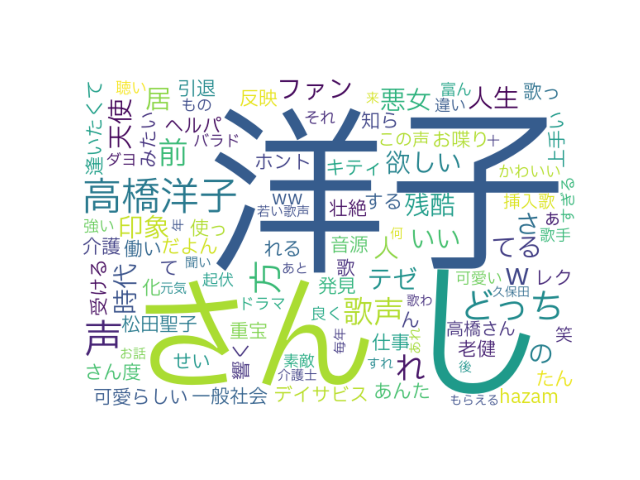 聴い
引退
もの
居
反映
ファン
それ
悪女
知ら
来
富ん
違い
人生
歌っ
逢いたくて
天使
みたい
ヘルパ
バラド
ダヨ
前
洋子
この声
お喋り
+
い手上
ホント
キティ
欲しい
かわいい
高橋洋子
ww
若い歌声
壮絶
する
残酷
挿入歌
すぎる
さ
あ
歌手
強い
印象
年
使っ
介護
働い
だよん
れる
音源
人
何
いい
てる
受ける
時代
て
化
元気
聞い
起伏
あと
方
発見
歌
テゼ
可愛い
w
久保田
レク
さん
し
声
松田聖子
ドラマ
重宝
良く
歌声
歌わ
ん
どっち
高橋さん
の
笑
お話
せい
響く
素敵
毎年
あれ
仕事
れ
老健
さん度
介護士
すれ
後
たん
可愛らしい
一般社会
デイサビス
あんた
もらえる
hazam